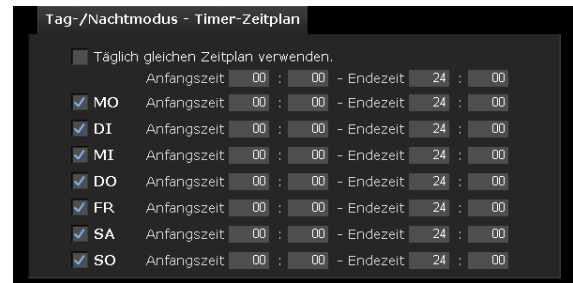 Tag-/Nachtmodus - Timer-Zeitplan
Täglich gleichen Zeitplan verwenden.
Anfangszeit 00 : 00 - Endezeit 24 : 00
MO Anfangszeit 00 : 00 - Endezeit 24 : 00
DI Anfangszeit 00 : 00 - Endezeit 24 : 00
MI Anfangszeit 00 : 00 - Endezeit 24 : 00
DO Anfangszeit 00 : 00 - Endezeit 24 : 00
FR Anfangszeit 00 : 00 - Endezeit 24 : 00
SA Anfangszeit 00 : 00 - Endezeit 24 : 00
SO Anfangszeit 00 : 00 - Endezeit 24 : 00